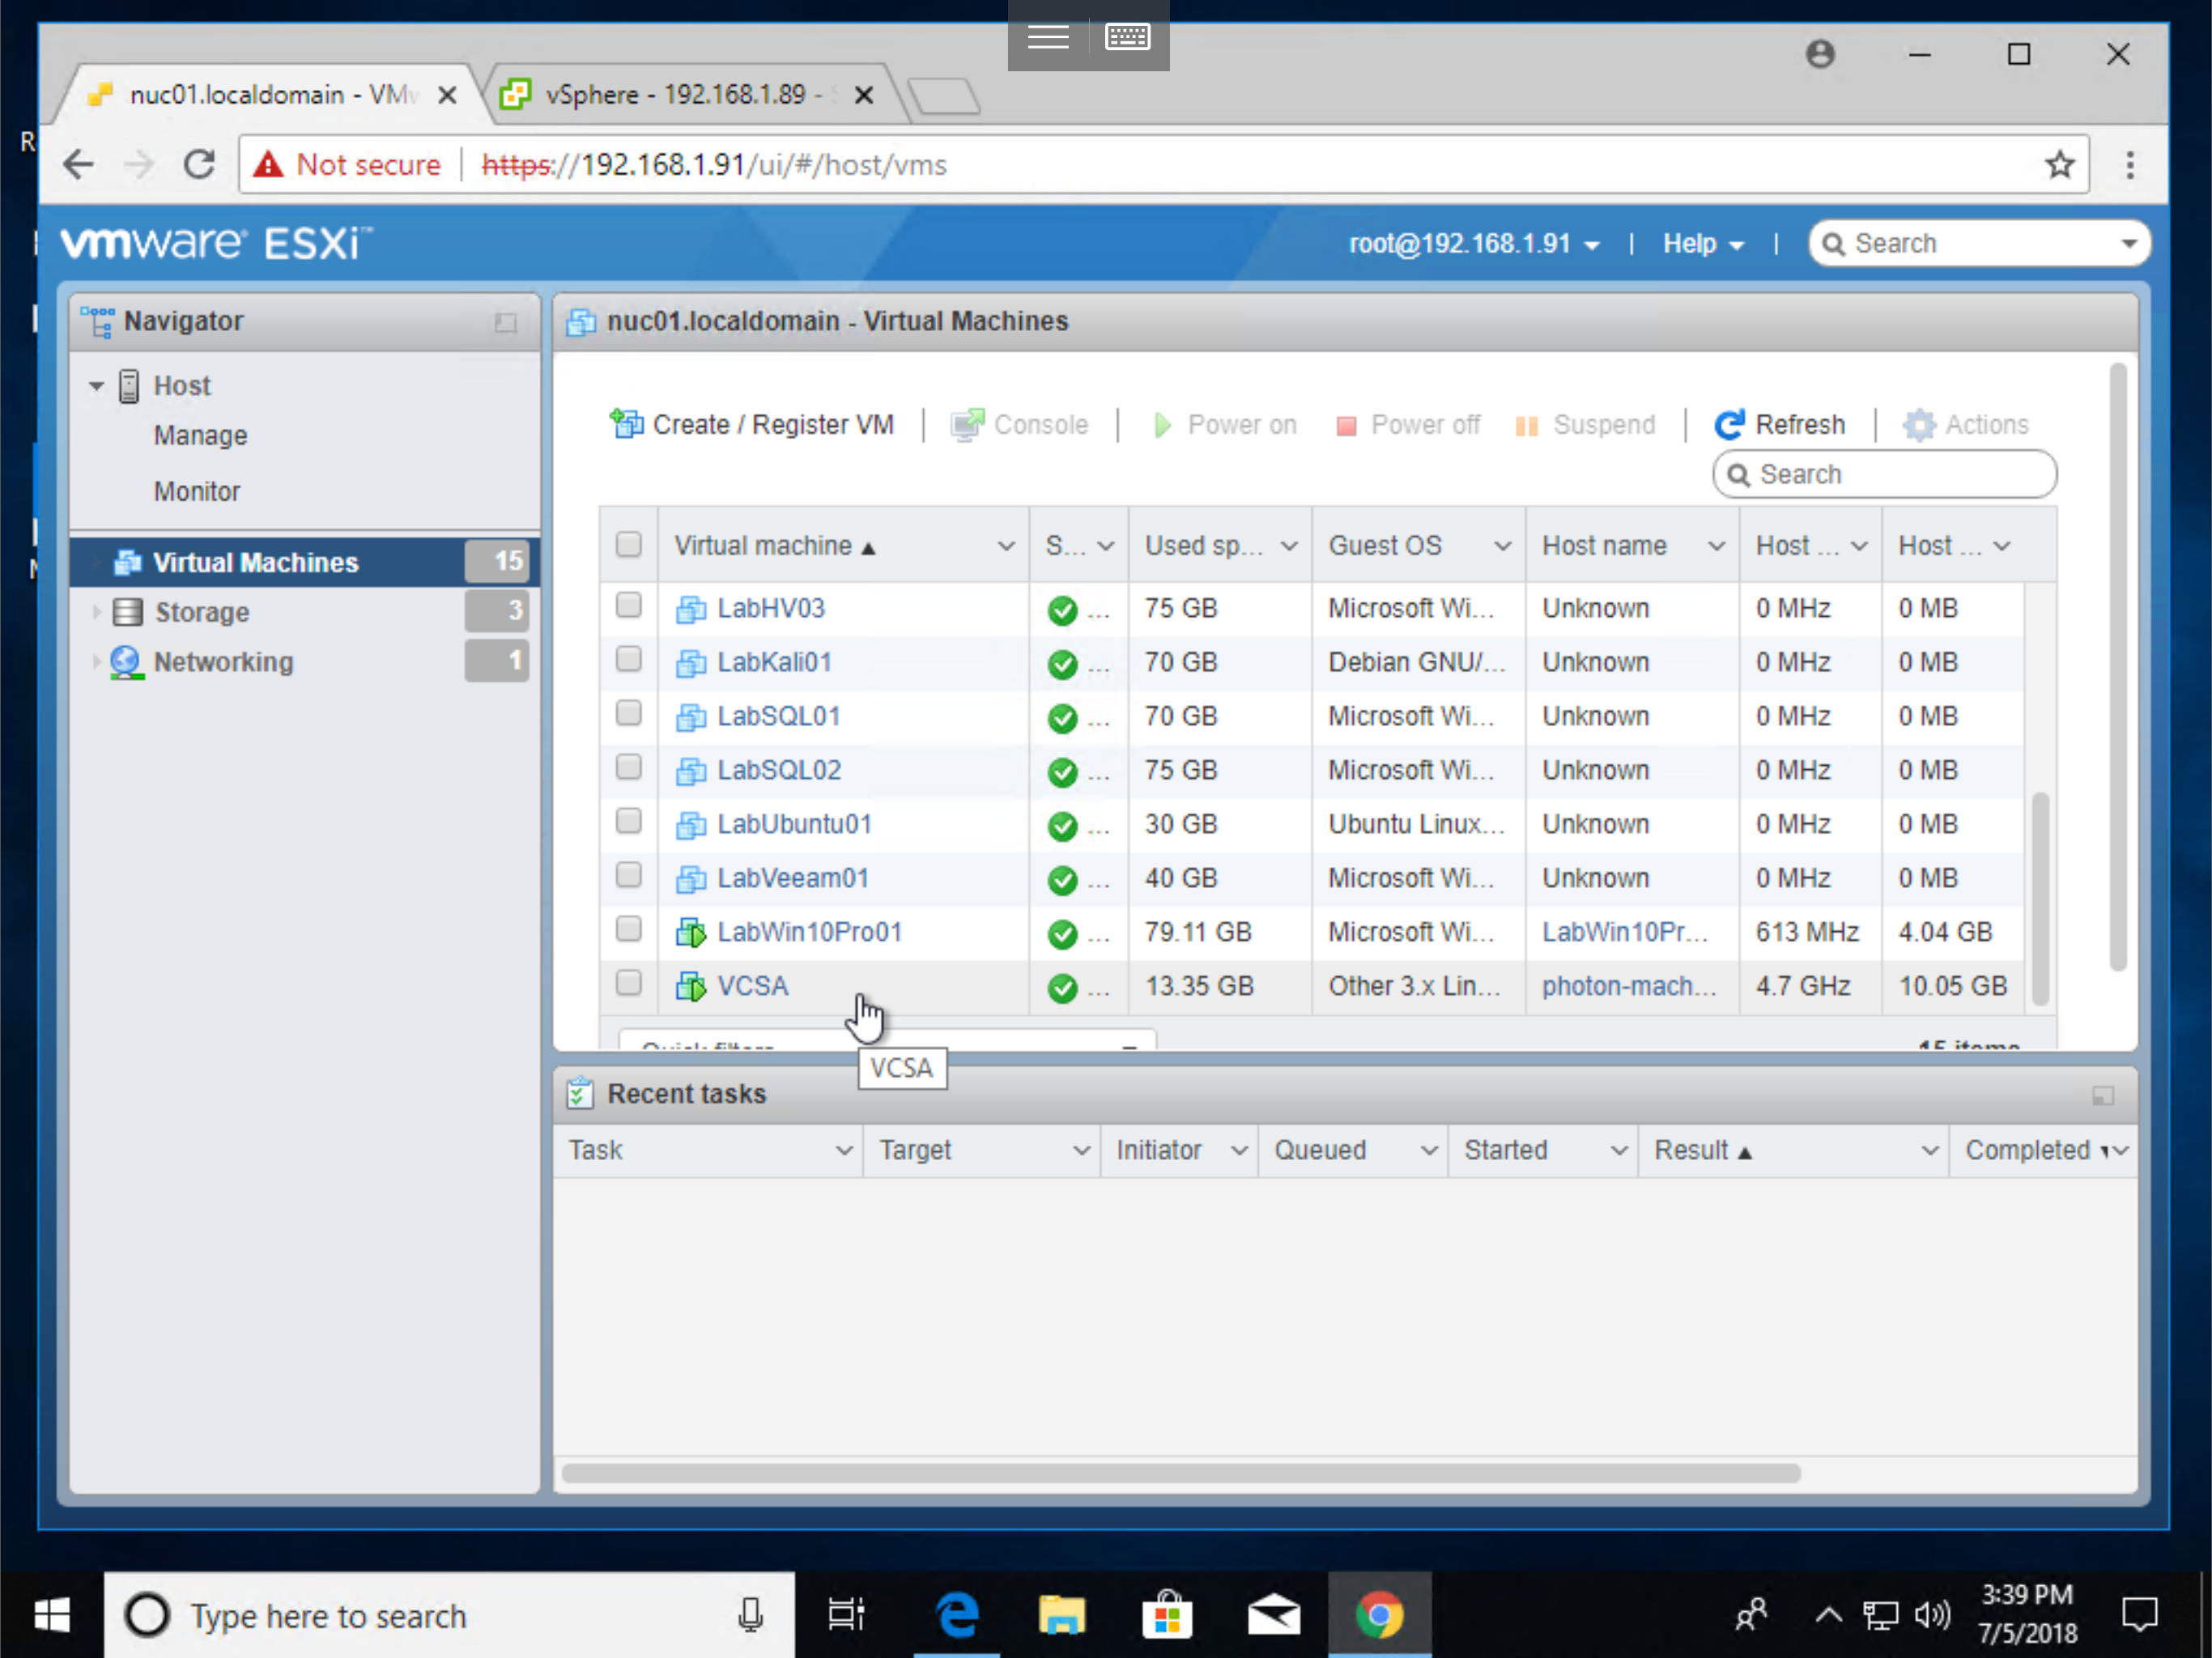 nuc01.localdomain - VMw
vSphere - 192.168.1.89 -
Not secure
https://192.168.1.91/ui/#/host/vms
vmware® ESXi™
root@192.168.1.91
Help
Search
Navigator
Host
Manage
Monitor
Virtual Machines 15
Storage 3
Networking 1
nuc01.localdomain - Virtual Machines
Create / Register VM
Console
Power on
Power off
Suspend
Refresh
Actions
Search
Virtual machine S... Used sp... Guest OS Host name Host ... Host ...
LabHV03 ... 75 GB Microsoft Wi... Unknown 0 MHz 0 MB
LabKali01 ... 70 GB Debian GNU/... Unknown 0 MHz 0 MB
LabSQL01 ... 70 GB Microsoft Wi... Unknown 0 MHz 0 MB
LabSQL02 ... 75 GB Microsoft Wi... Unknown 0 MHz 0 MB
LabUbuntu01 ... 30 GB Ubuntu Linux... Unknown 0 MHz 0 MB
LabVeeam01 ... 40 GB Microsoft Wi... Unknown 0 MHz 0 MB
LabWin10Pro01 ... 79.11 GB Microsoft Wi... LabWin10Pr... 613 MHz 4.04 GB
VCSA ... 13.35 GB Other 3.x Lin... photon-mach... 4.7 GHz 10.05 GB
Quick filters... 15 items
VCSA
Recent tasks
Task Target Initiator Queued Started Result Completed
Type here to search
3:39 PM
7/5/2018